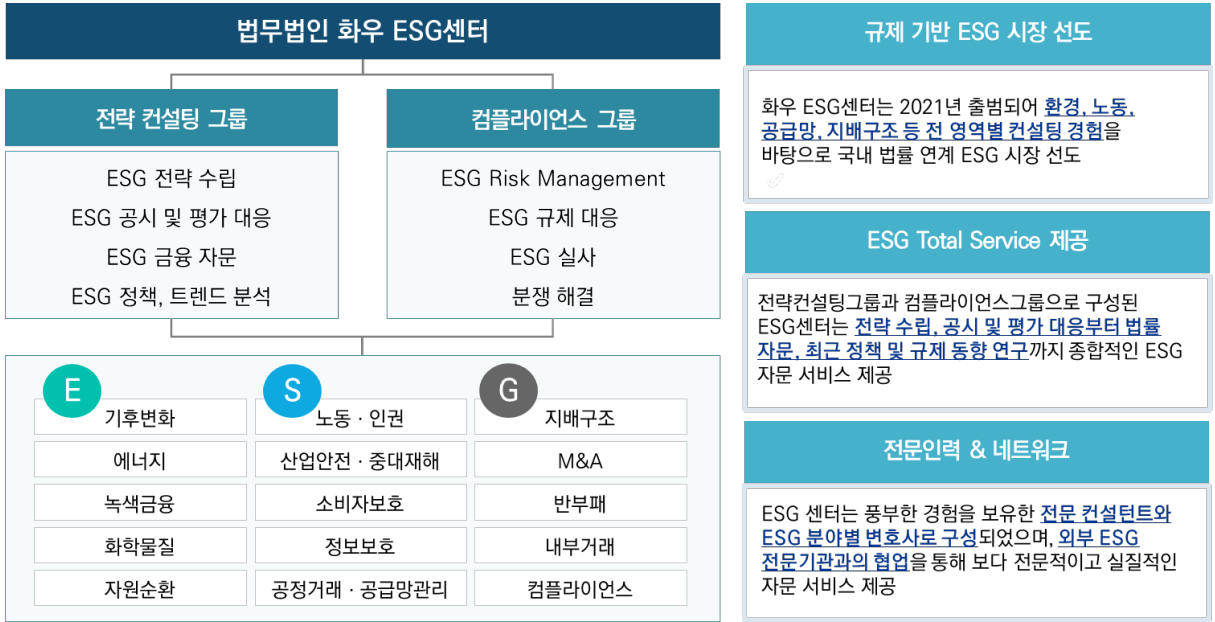 법무법인 화우 ESG센터
전략 컨설팅 그룹
ESG 전략 수립
ESG 공시 및 평가 대응
ESG 금융 자문
ESG 정책, 트렌드 분석
컴플라이언스 그룹
ESG Risk Management
ESG 규제 대응
ESG 실사
분쟁 해결
E
기후변화
에너지
녹색금융
화학물질
자원순환
S
노동 · 인권
산업안전 · 중대재해
소비자보호
정보보호
공정거래 · 공급망관리
G
지배구조
M&A
반부패
내부거래
컴플라이언스
규제 기반 ESG 시장 선도
화우 ESG센터는 2021년 출범되어 환경, 노동,
공급망, 지배구조 등 전 영역별 컨설팅 경험을
바탕으로 국내 법률 연계 ESG 시장 선도
ESG Total Service 제공
전략컨설팅그룹과 컴플라이언스그룹으로 구성된
ESG센터는 전략 수립, 공시 및 평가 대응부터 법률
자문, 최근 정책 및 규제 동향 연구까지 종합적인 ESG
자문 서비스 제공
전문인력 & 네트워크
ESG 센터는 풍부한 경험을 보유한 전문 컨설턴트와
ESG 분야별 변호사로 구성되었으며, 외부 ESG
전문기관과의 협업을 통해 보다 전문적이고 실질적인
자문 서비스 제공